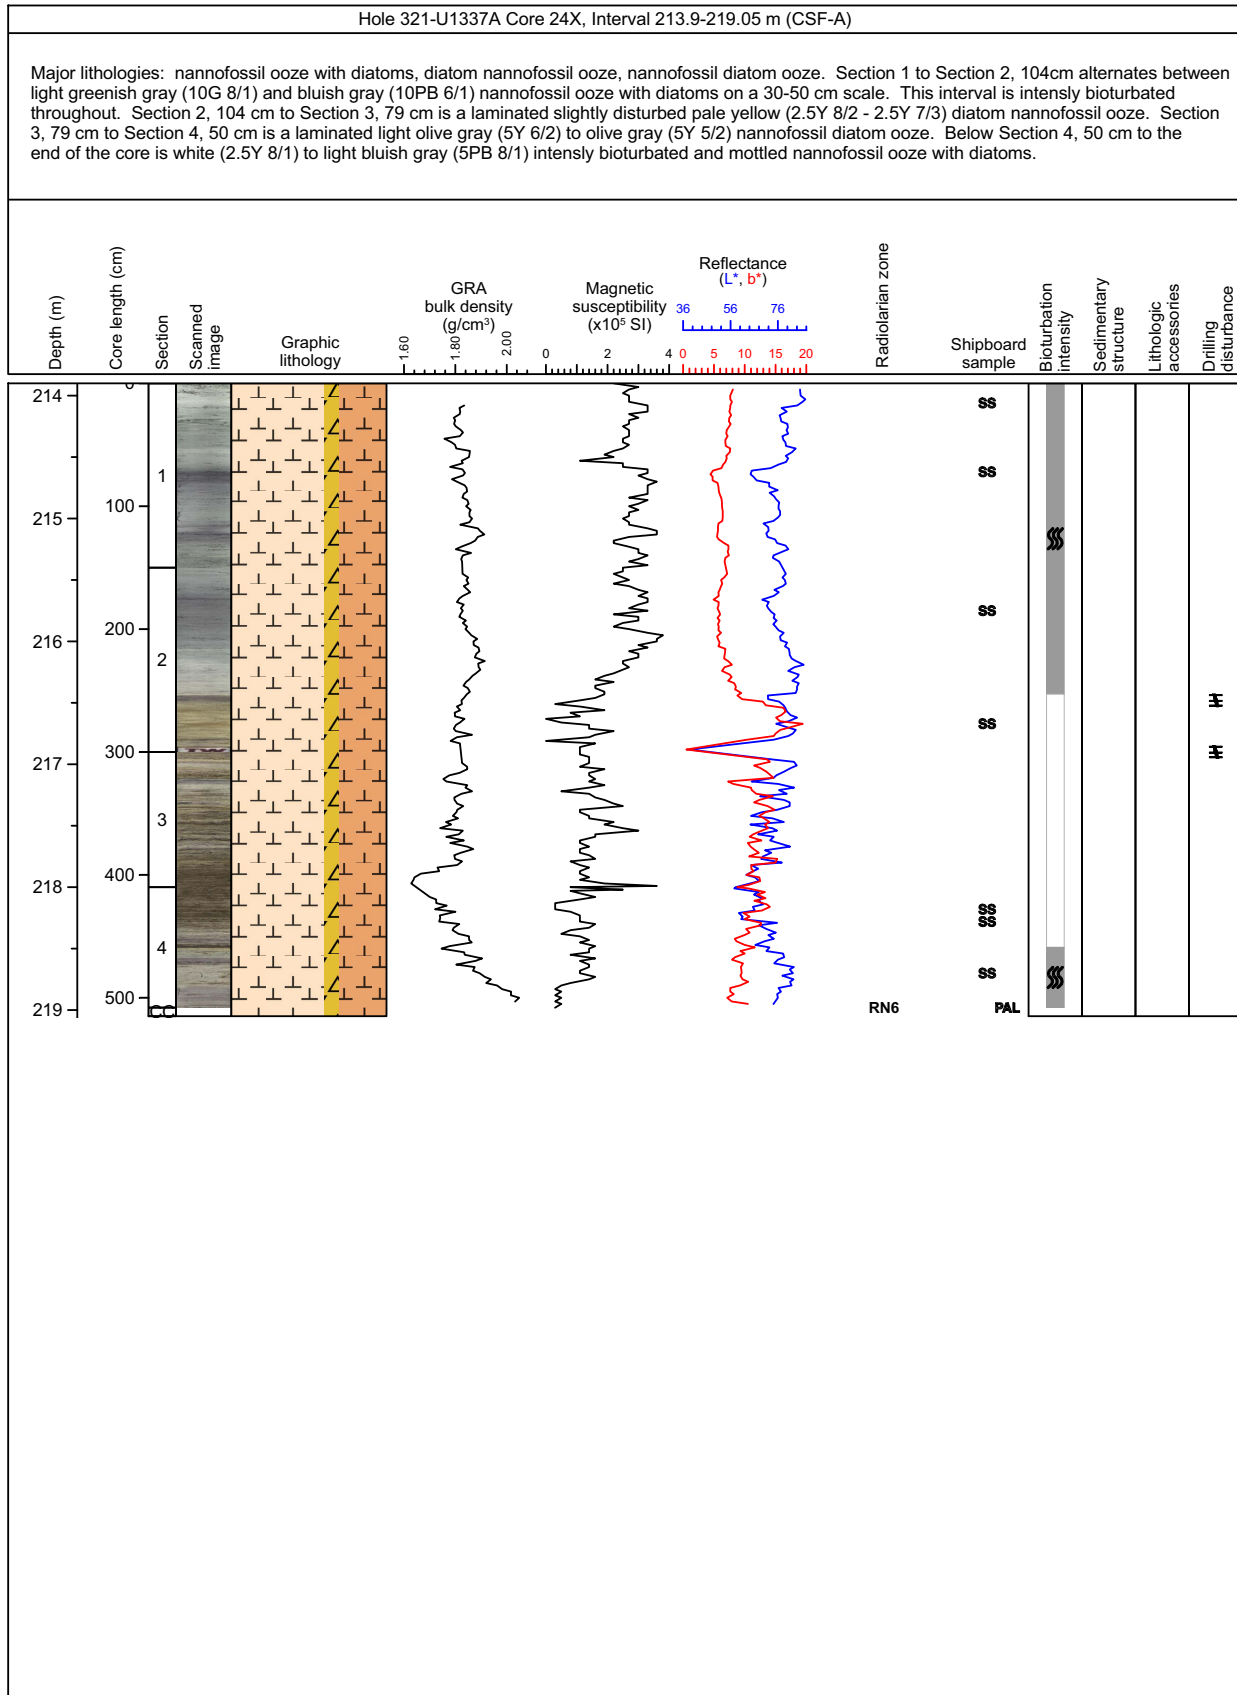 Hole 321-U1337A Core 24X, Interval 213.9-219.05 m (CSF-A)
Major lithologies: nannofossil ooze with diatoms, diatom nannofossil ooze, nannofossil diatom ooze. Section 1 to Section 2, 104cm alternates between
light greenish gray (10G 8/1) and bluish gray (10PB 6/1) nannofossil ooze with diatoms on a 30-50 cm scale. This interval is intensly bioturbated
throughout. Section 2, 104 cm to Section 3, 79 cm is a laminated slightly disturbed pale yellow (2.5Y 8/2 - 2.5Y 7/3) diatom nannofossil ooze. Section
3, 79 cm to Section 4, 50 cm is a laminated light olive gray (5Y 6/2) to olive gray (5Y 5/2) nannofossil diatom ooze. Below Section 4, 50 cm to the
end of the core is white (2.5Y 8/1) to light bluish gray (5PB 8/1) intensly bioturbated and mottled nannofossil ooze with diatoms.
Depth (m)
Core length (cm)
Section
Scanned
image
Graphic
lithology
GRA
bulk density
(g/cm³)
1.60
1.80
2.00
Magnetic
susceptibility
(x10⁵ SI)
0 2 4
Reflectance
(L*, b*)
36 56 76
0 5 10 15 20
Radiolarian zone
Shipboard
sample
Bioturbation
intensity
Sedimentary
structure
Lithologic
accessories
Drilling
disturbance
0
214
SS
1
SS
100
215
SS
200
216
2
SS
300
217
3
400
218
SS
SS
4
SS
500
219
CC
RN6
PAL